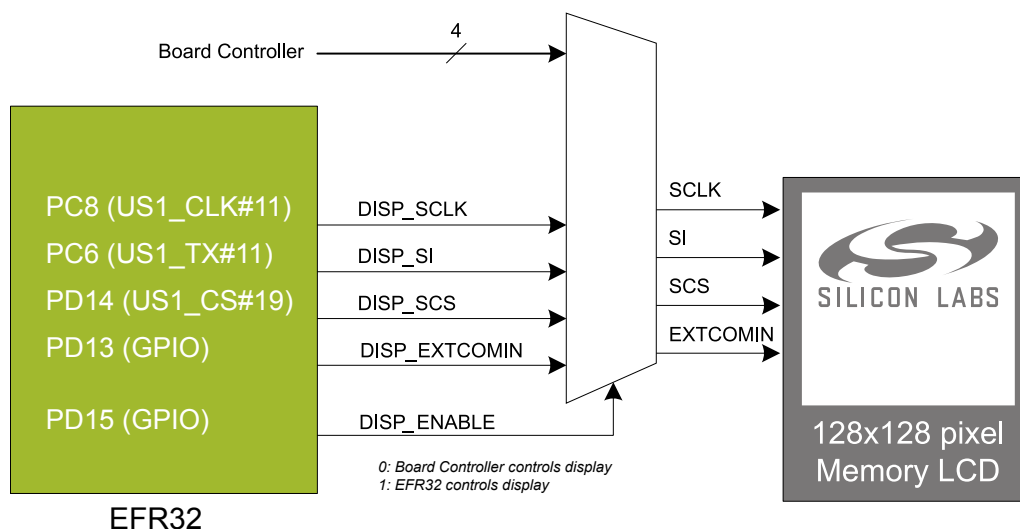 4
Board Controller
PC8 (US1_CLK#11)
DISP_SCLK
SCLK
PC6 (US1_TX#11)
DISP_SI
SI
PD14 (US1_CS#19)
DISP_SCS
SCS
PD13 (GPIO)
DISP_EXTCOMIN
EXTCOMIN
SILICON LABS
PD15 (GPIO)
DISP_ENABLE
0: Board Controller controls display
1: EFR32 controls display
128x128 pixel
Memory LCD
EFR32